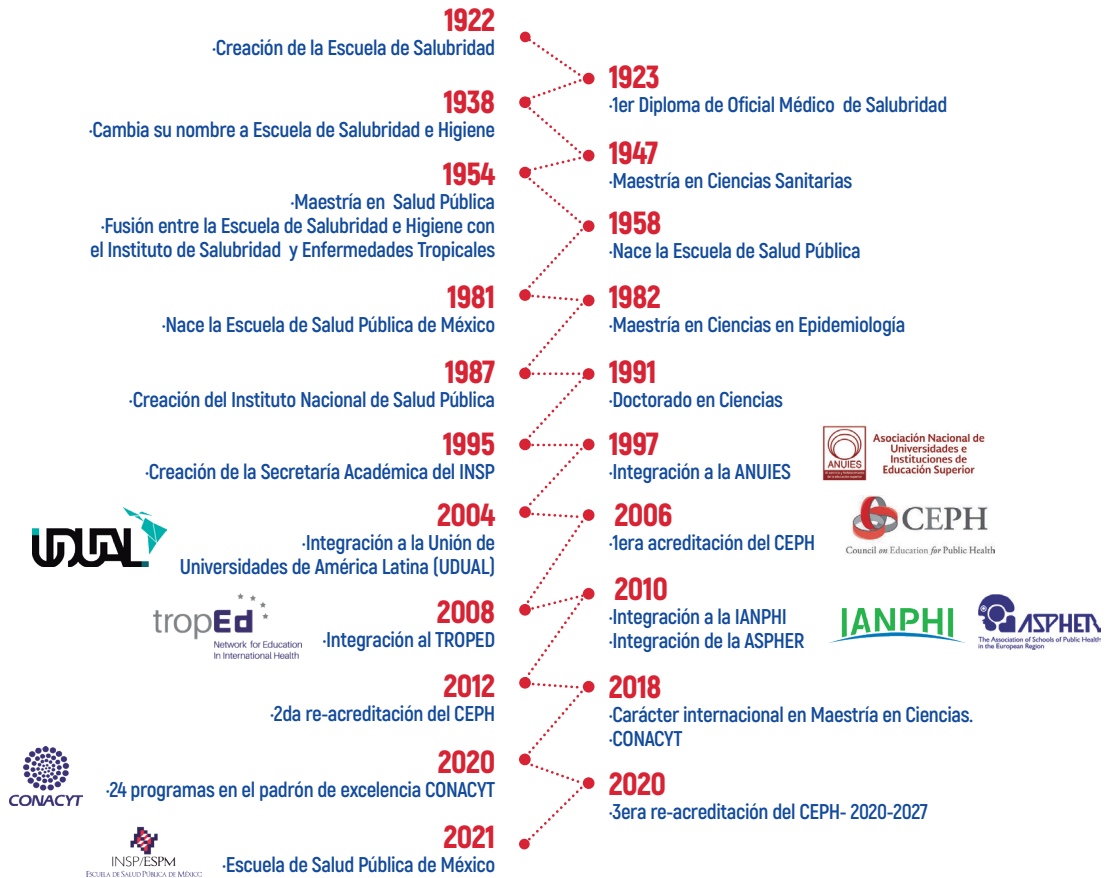 1922
·Creación de la Escuela de Salubridad
1923
·1er Diploma de Oficial Médico de Salubridad
1938
·Cambia su nombre a Escuela de Salubridad e Higiene
1947
·Maestría en Ciencias Sanitarias
1954
·Maestría en Salud Pública
·Fusión entre la Escuela de Salubridad e Higiene con
el Instituto de Salubridad y Enfermedades Tropicales
1958
·Nace la Escuela de Salud Pública
1981
·Nace la Escuela de Salud Pública de México
1982
·Maestría en Ciencias en Epidemiología
1987
·Creación del Instituto Nacional de Salud Pública
1991
·Doctorado en Ciencias
1995
·Creación de la Secretaría Académica del INSP
1997
·Integración a la ANUIES
ANUIES
Asociación Nacional de
Universidades e
Instituciones de
Educación Superior
2004
·Integración a la Unión de
Universidades de América Latina (UDUAL)
UDUAL
2006
·1era acreditación del CEPH
CEPH
Council on Education for Public Health
2008
·Integración al TROPED
tropEd
Network for Education
in International Health
2010
·Integración a la IANPHI
·Integración de la ASPHER
IANPHI
ASPHER
The Association of Schools of Public Health
in the European Region
2012
·2da re-acreditación del CEPH
2018
·Carácter internacional en Maestría en Ciencias.
·CONACYT
2020
·24 programas en el padrón de excelencia CONACYT
CONACYT
2020
·3era re-acreditación del CEPH- 2020-2027
2021
·Escuela de Salud Pública de México
INSP/ESPM
ESCUELA DE SALUD PÚBLICA DE MÉXICO